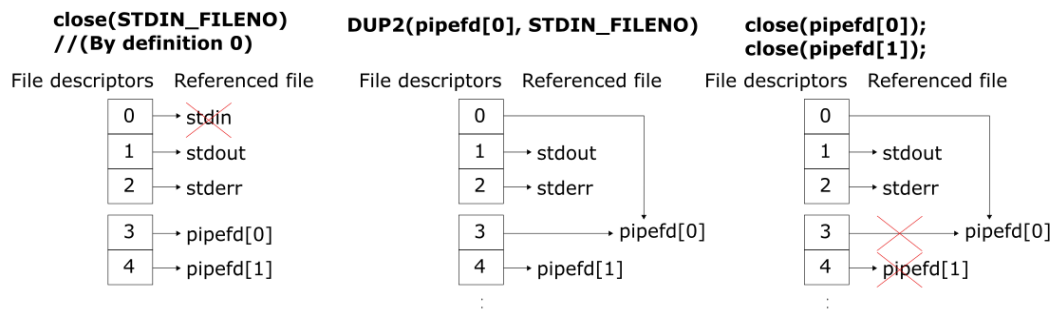 close(STDIN_FILENO)
//(By definition 0)
File descriptors Referenced file
0 stdin
1 stdout
2 stderr
3 pipefd[0]
4 pipefd[1]
DUP2(pipefd[0], STDIN_FILENO)
File descriptors Referenced file
0
1 stdout
2 stderr
3 pipefd[0]
4 pipefd[1]
:
close(pipefd[0]);
close(pipefd[1]);
File descriptors Referenced file
0
1 stdout
2 stderr
3 pipefd[0]
4 pipefd[1]
: